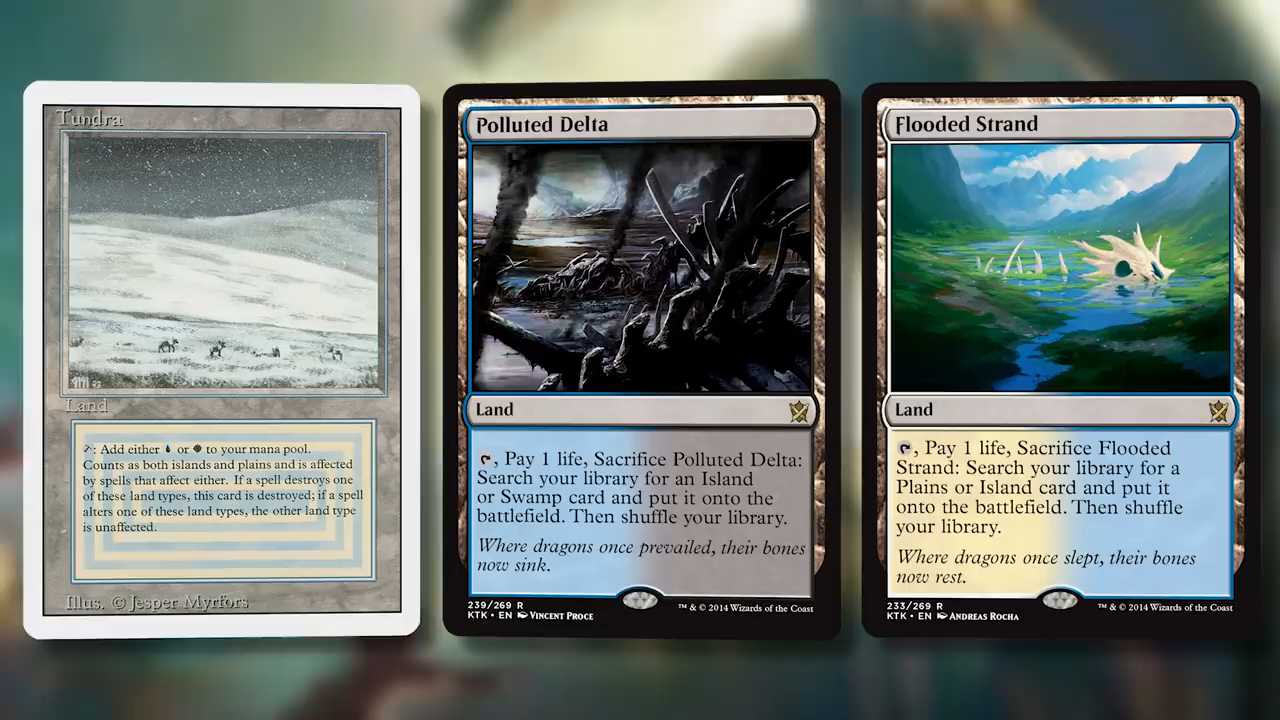 Tundra
Land
: Add either or to your mana pool.
Counts as both islands and plains and is affected
by spells that affect either. If a spell destroys one
of these land types, this card is destroyed; if a spell
alters one of these land types, the other land type
is unaffected.
Illus. © Jesper Myrfors
Polluted Delta
Land
, Pay 1 life, Sacrifice Polluted Delta:
Search your library for an Island
or Swamp card and put it onto the
battlefield. Then shuffle your library.
Where dragons once prevailed, their bones
now sink.
239/269 R
KTK • EN VINCENT PROCE
™ & © 2014 Wizards of the Coast
Flooded Strand
Land
, Pay 1 life, Sacrifice Flooded
Strand: Search your library for a
Plains or Island card and put it
onto the battlefield. Then shuffle
your library.
Where dragons once slept, their bones
now rest.
233/269 R
KTK • EN ANDREAS ROCHA
™ & © 2014 Wizards of the Coast